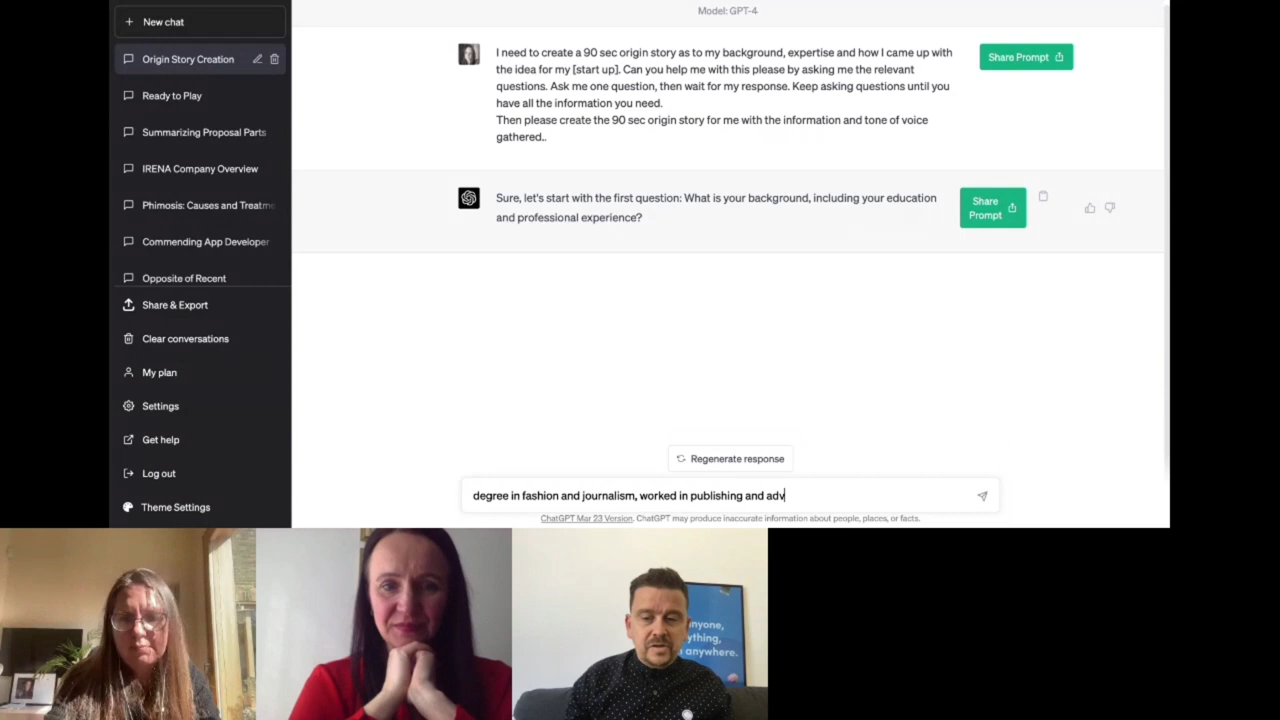 Model: GPT-4
New chat
Origin Story Creation
Ready to Play
Summarizing Proposal Parts
IRENA Company Overview
Phimosis: Causes and Treatme
Commending App Developer
Opposite of Recent
Share & Export
Clear conversations
My plan
Settings
Get help
Log out
Theme Settings
I need to create a 90 sec origin story as to my background, expertise and how I came up with
the idea for my [start up]. Can you help me with this please by asking me the relevant
questions. Ask me one question, then wait for my response. Keep asking questions until you
have all the information you need.
Then please create the 90 sec origin story for me with the information and tone of voice
gathered..
Share Prompt
Sure, let's start with the first question: What is your background, including your education
and professional experience?
Share
Prompt
Regenerate response
degree in fashion and journalism, worked in publishing and adv
ChatGPT Mar 23 Version. ChatGPT may produce inaccurate information about people, places, or facts.
nyone,
ything,
anywhere.